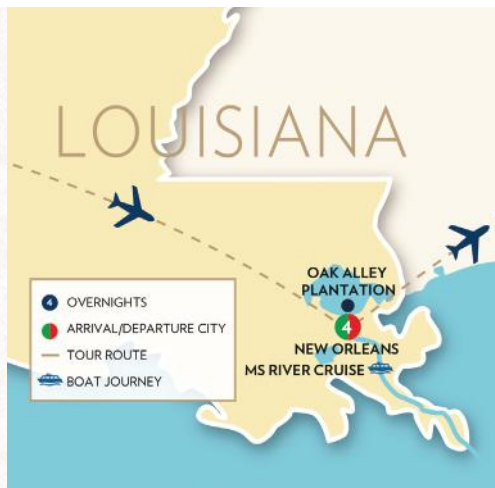 LOUISIANA
OAK ALLEY
PLANTATION
4
NEW ORLEANS
MS RIVER CRUISE
4 OVERNIGHTS
ARRIVAL/DEPARTURE CITY
TOUR ROUTE
BOAT JOURNEY